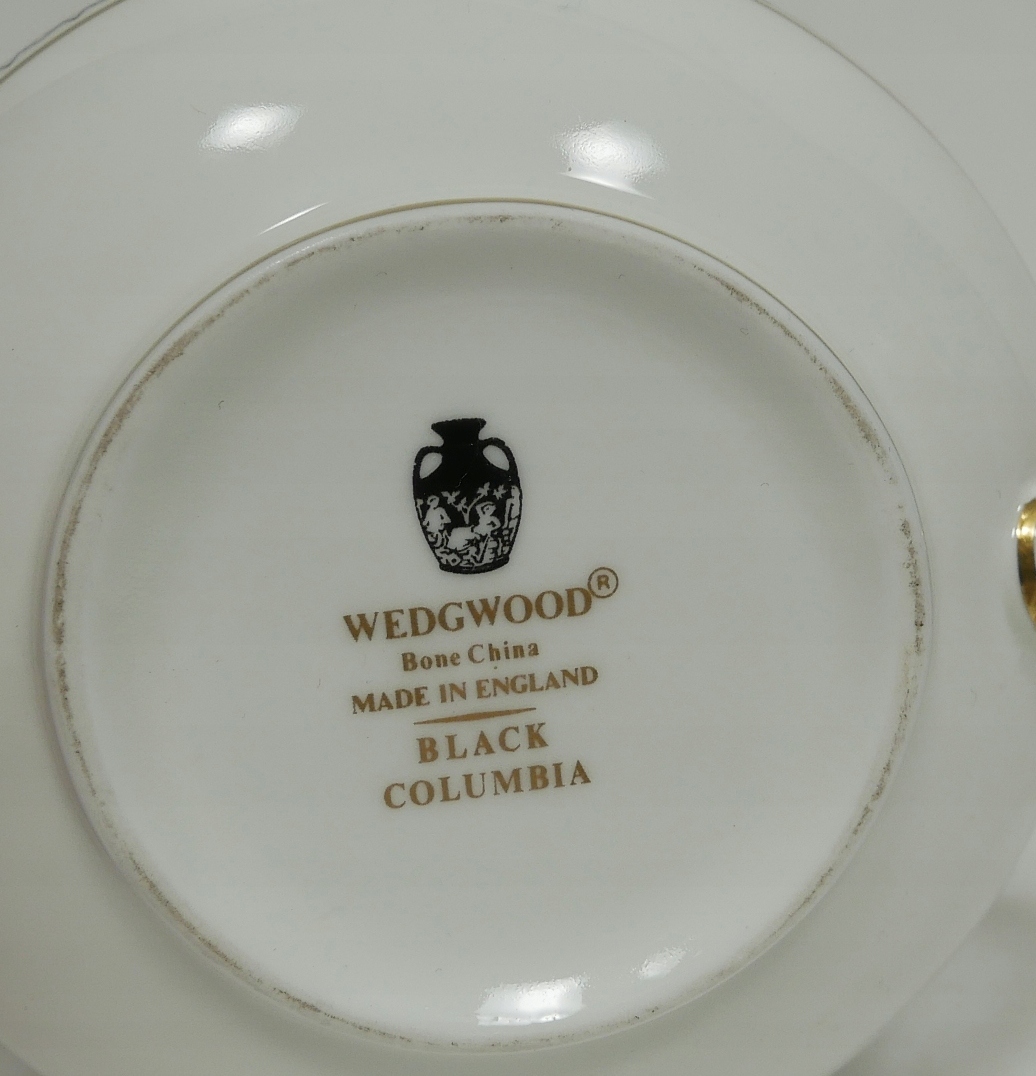 WEDGWOOD®
Bone China
MADE IN ENGLAND
BLACK
COLUMBIA